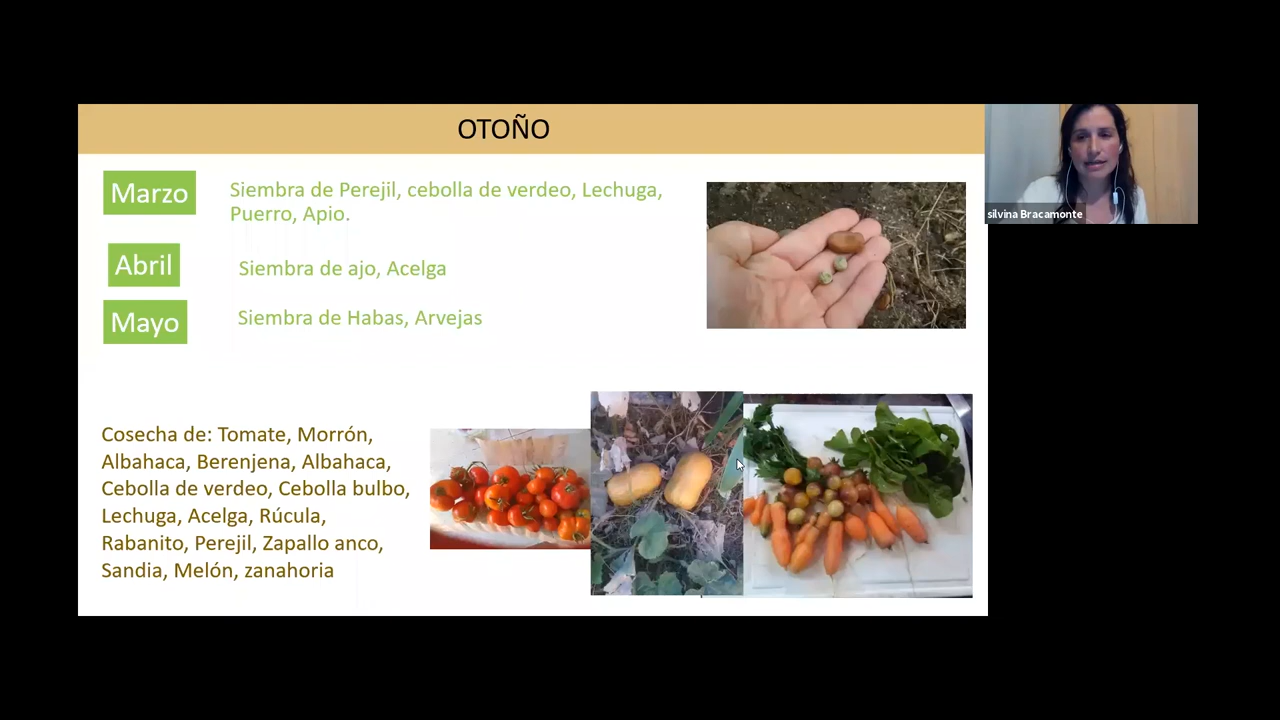 OTOÑO
Marzo
Siembra de Perejil, cebolla de verdeo, Lechuga,
Puerro, Apio.
Abril
Siembra de ajo, Acelga
Mayo
Siembra de Habas, Arvejas
Cosecha de: Tomate, Morrón,
Albahaca, Berenjena, Albahaca,
Cebolla de verdeo, Cebolla bulbo,
Lechuga, Acelga, Rúcula,
Rabanito, Perejil, Zapallo anco,
Sandia, Melón, zanahoria
silvina Bracamonte